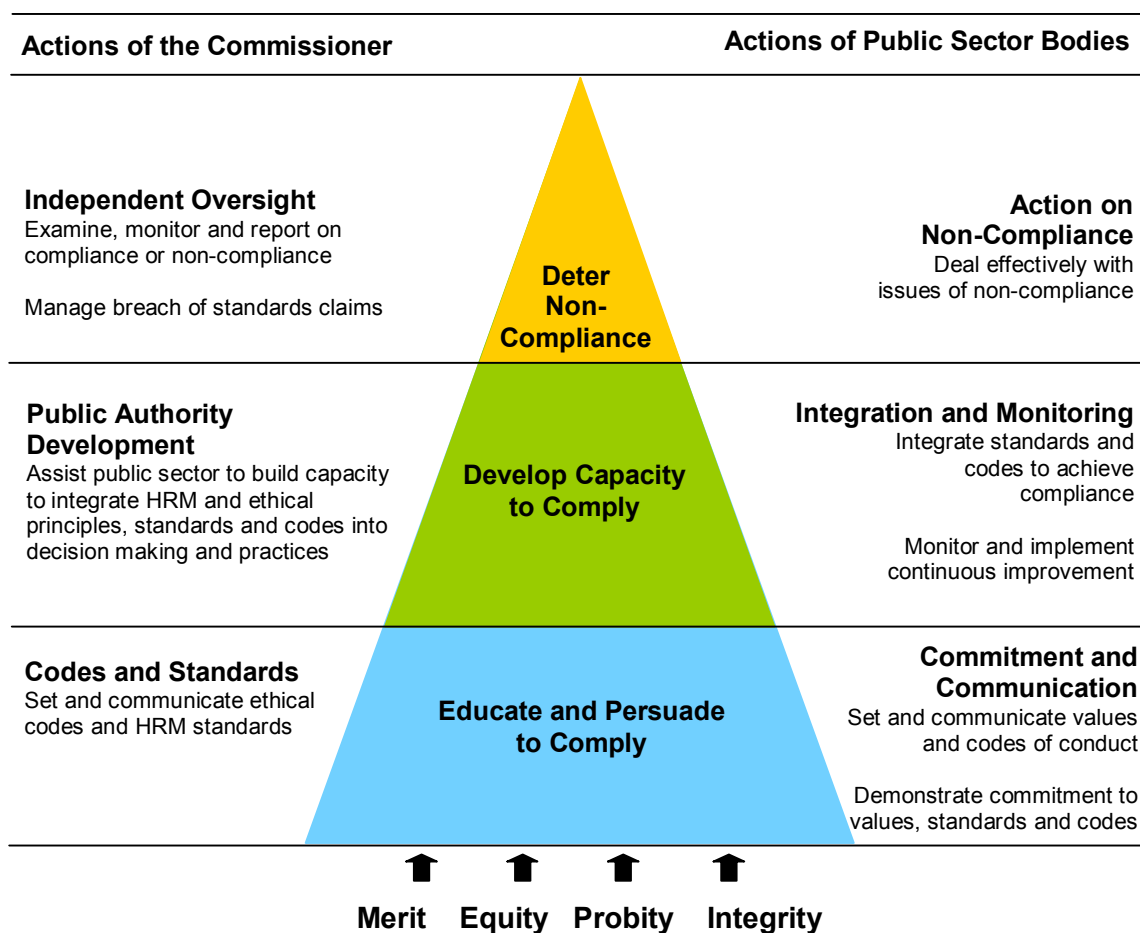 Actions of the Commissioner
Actions of Public Sector Bodies
Independent Oversight
Examine, monitor and report on
compliance or non-compliance
Manage breach of standards claims
Deter
Non-
Compliance
Action on
Non-Compliance
Deal effectively with
issues of non-compliance
Public Authority
Development
Assist public sector to build capacity
to integrate HRM and ethical
principles, standards and codes into
decision making and practices
Develop Capacity
to Comply
Integration and Monitoring
Integrate standards and
codes to achieve
compliance
Monitor and implement
continuous improvement
Codes and Standards
Set and communicate ethical
codes and HRM standards
Educate and Persuade
to Comply
Commitment and
Communication
Set and communicate values
and codes of conduct
Demonstrate commitment to
values, standards and codes
Merit Equity Probity Integrity